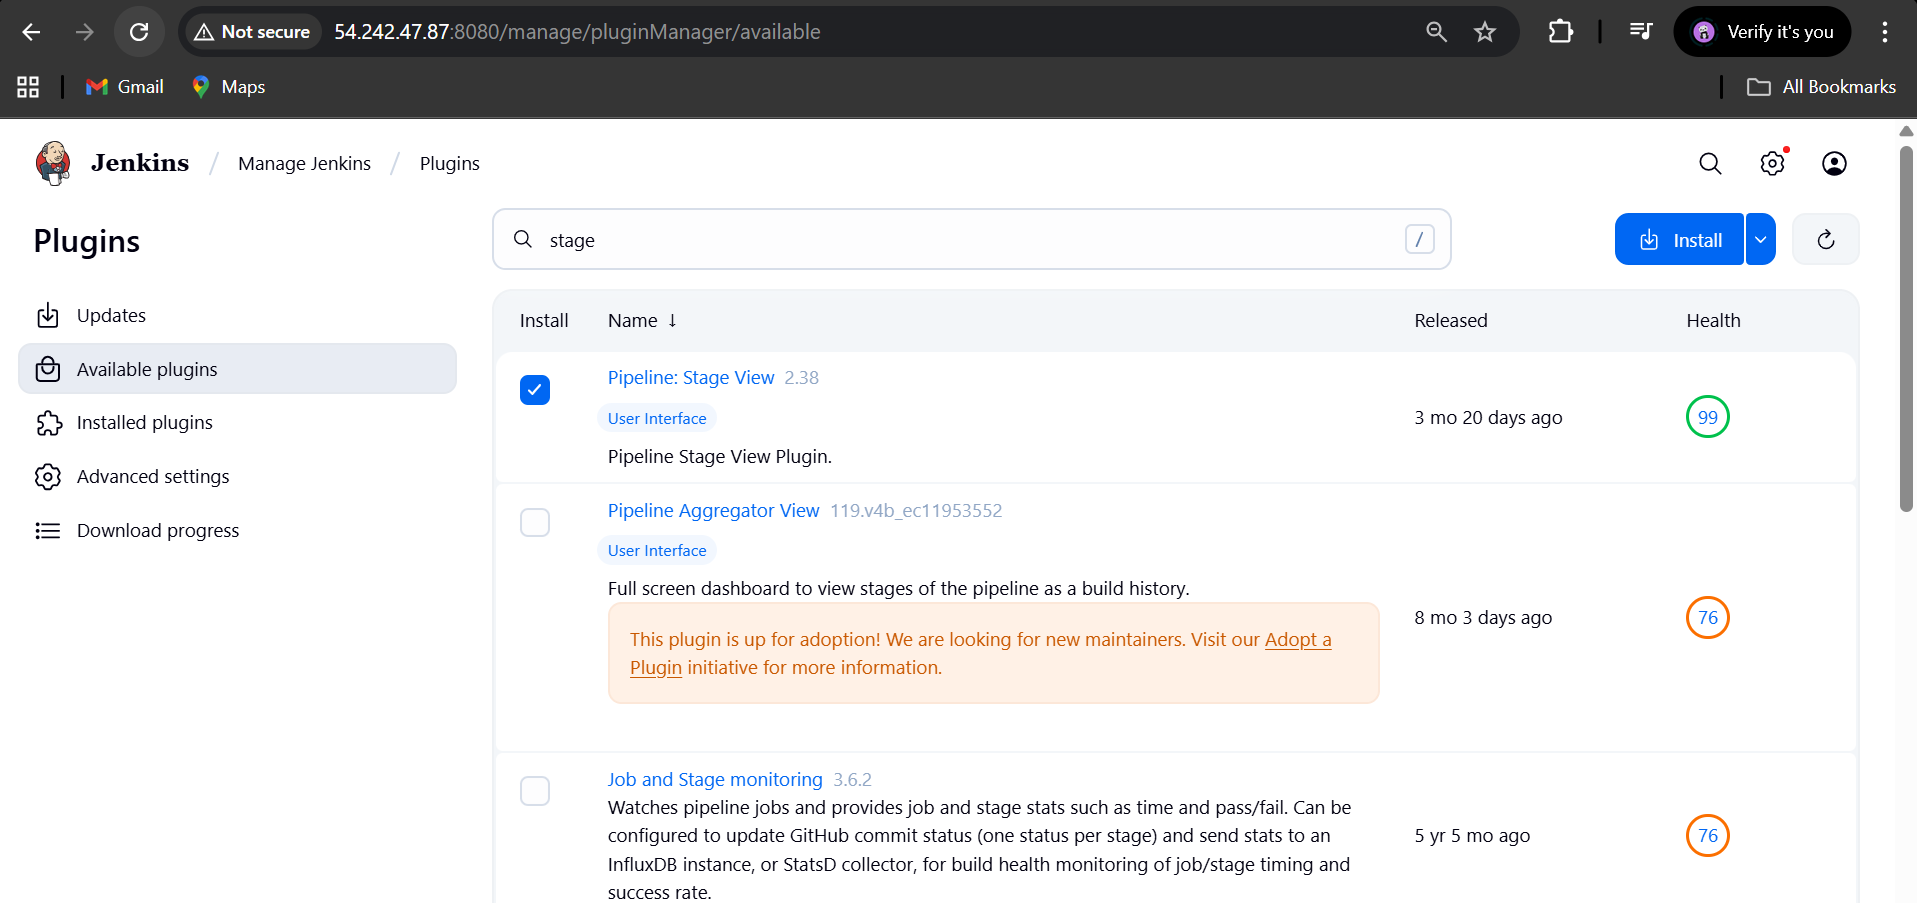 Not secure 54.242.47.87:8080/manage/pluginManager/available Verify it's you
Gmail Maps All Bookmarks
Jenkins / Manage Jenkins / Plugins
Plugins
stage /
Install
Updates
Available plugins
Installed plugins
Advanced settings
Download progress
Install Name ↓ Released Health
Pipeline: Stage View 2.38
User Interface
Pipeline Stage View Plugin.
3 mo 20 days ago 99
Pipeline Aggregator View 119.v4b_ec11953552
User Interface
Full screen dashboard to view stages of the pipeline as a build history.
This plugin is up for adoption! We are looking for new maintainers. Visit our Adopt a
Plugin initiative for more information.
8 mo 3 days ago 76
Job and Stage monitoring 3.6.2
Watches pipeline jobs and provides job and stage stats such as time and pass/fail. Can be
configured to update GitHub commit status (one status per stage) and send stats to an
InfluxDB instance, or StatsD collector, for build health monitoring of job/stage timing and
success rate.
5 yr 5 mo ago 76